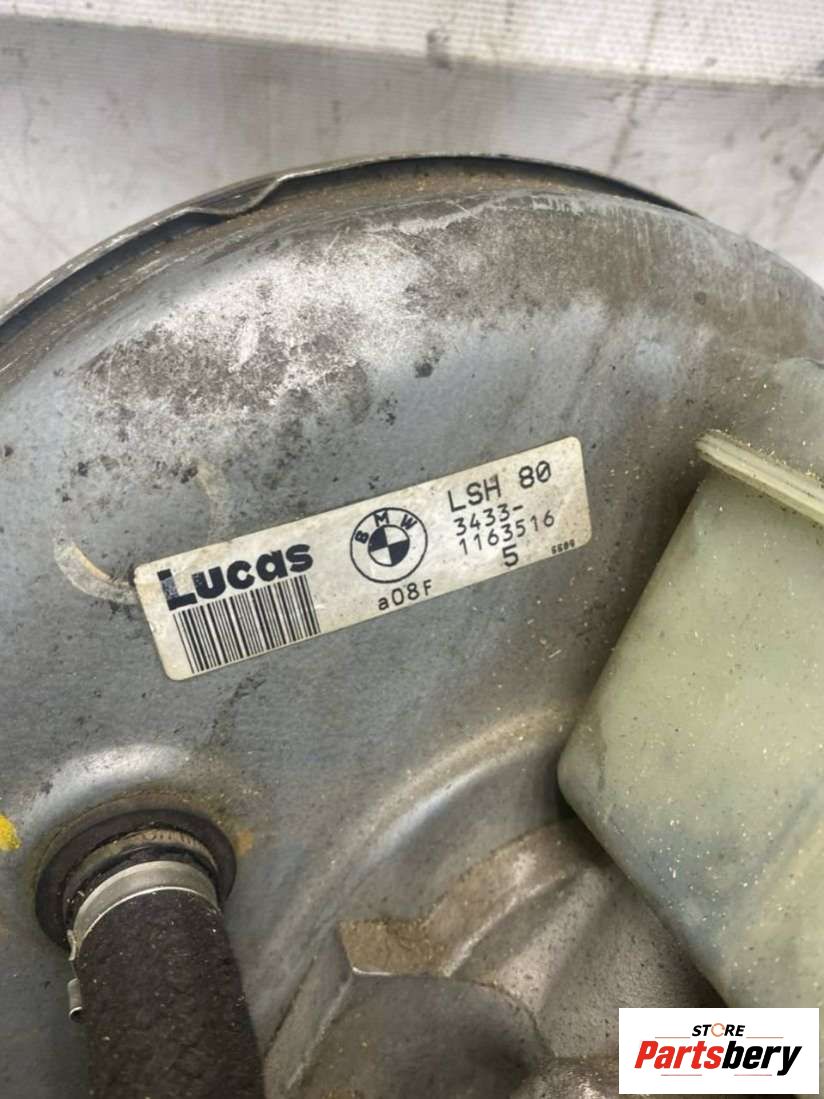 Lucas
BMW
a08F
LSH 80
3433-
1163516
5
STORE
Partsbery